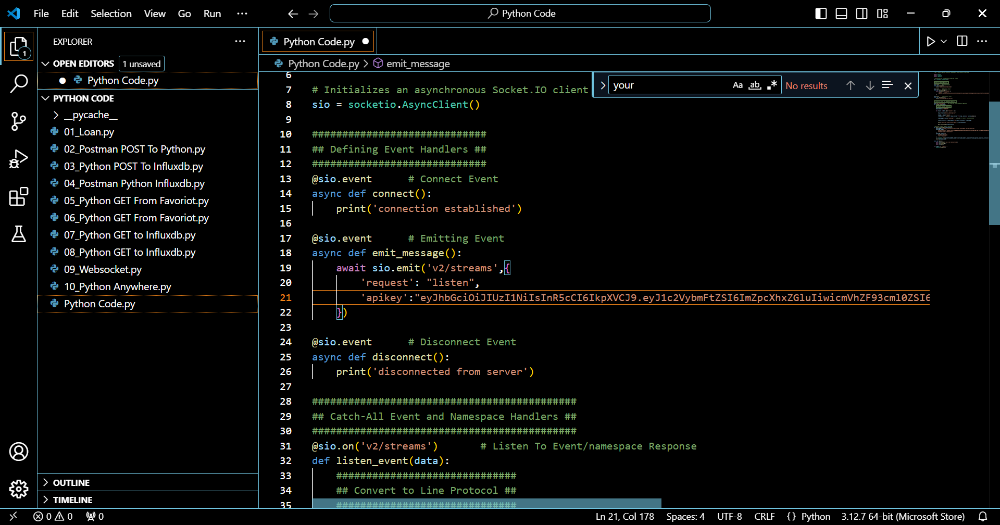 File Edit Selection View Go Run ···
Python Code
EXPLORER ···
1
OPEN EDITORS 1 unsaved
Python Code.py
PYTHON CODE
__pycache__
01_Loan.py
02_Postman POST To Python.py
03_Python POST To Influxdb.py
04_Postman Python Influxdb.py
05_Python GET From Favoriot.py
06_Python GET From Favoriot.py
07_Python GET to Influxdb.py
08_Python GET to Influxdb.py
09_Websocket.py
10_Python Anywhere.py
Python Code.py
OUTLINE
TIMELINE
Python Code.py
Python Code.py > emit_message
your Aa ab .* No results
6
7 # Initializes an asynchronous Socket.IO client
8 sio = socketio.AsyncClient()
9
10 #############################
11 ## Defining Event Handlers ##
12 #############################
13 @sio.event      # Connect Event
14 async def connect():
15     print('connection established')
16
17 @sio.event      # Emitting Event
18 async def emit_message():
19     await sio.emit('v2/streams',{
20         'request': "listen",
21         'apikey':"eyJhbGciOiJIUzI1NiIsInR5cCI6IkpXVCJ9.eyJ1c2VybmFtZSI6ImZpcXhxZGluIiwicmVhZF93cml0ZSI6
22     })
23
24 @sio.event      # Disconnect Event
25 async def disconnect():
26     print('disconnected from server')
27
28 ############################################
29 ## Catch-All Event and Namespace Handlers ##
30 ############################################
31 @sio.on('v2/streams')       # Listen To Event/namespace Response
32 def listen_event(data):
33     ##############################
34     ## Convert to Line Protocol ##
35     ##############################
0 0 0 Ln 21, Col 178 Spaces: 4 UTF-8 CRLF {} Python 3.12.7 64-bit (Microsoft Store)